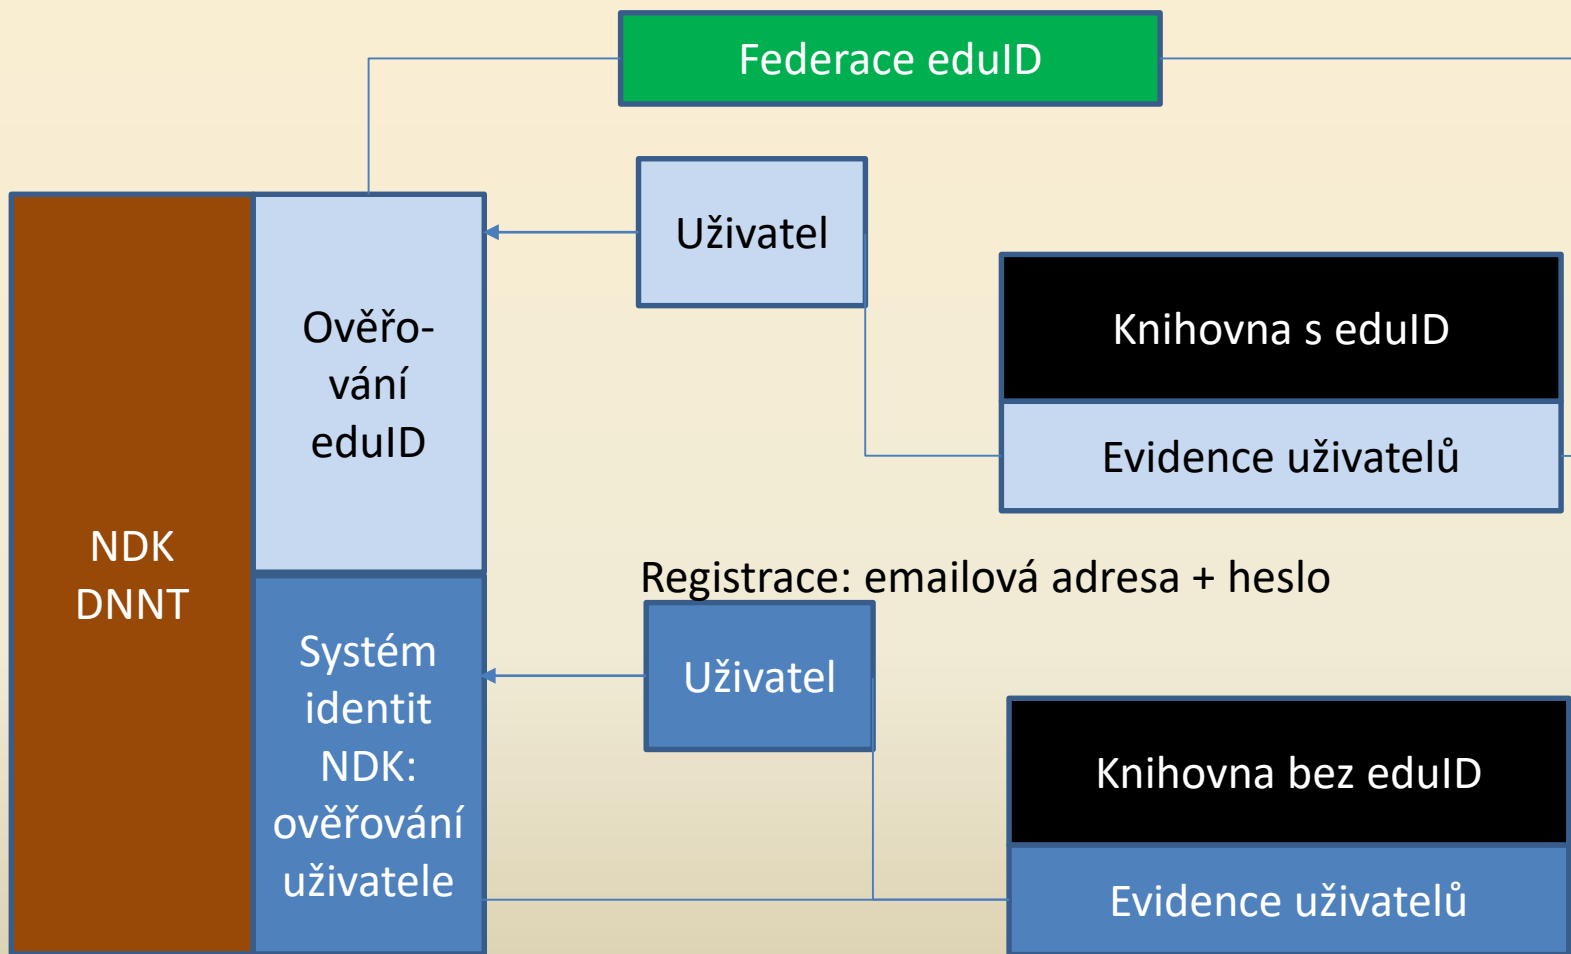 Federace eduID
Uživatel
Ověřo-
vání
eduID
Knihovna s eduID
Evidence uživatelů
NDK
DNNT
Registrace: emailová adresa + heslo
Systém
identit
NDK:
ověřování
uživatele
Uživatel
Knihovna bez eduID
Evidence uživatelů